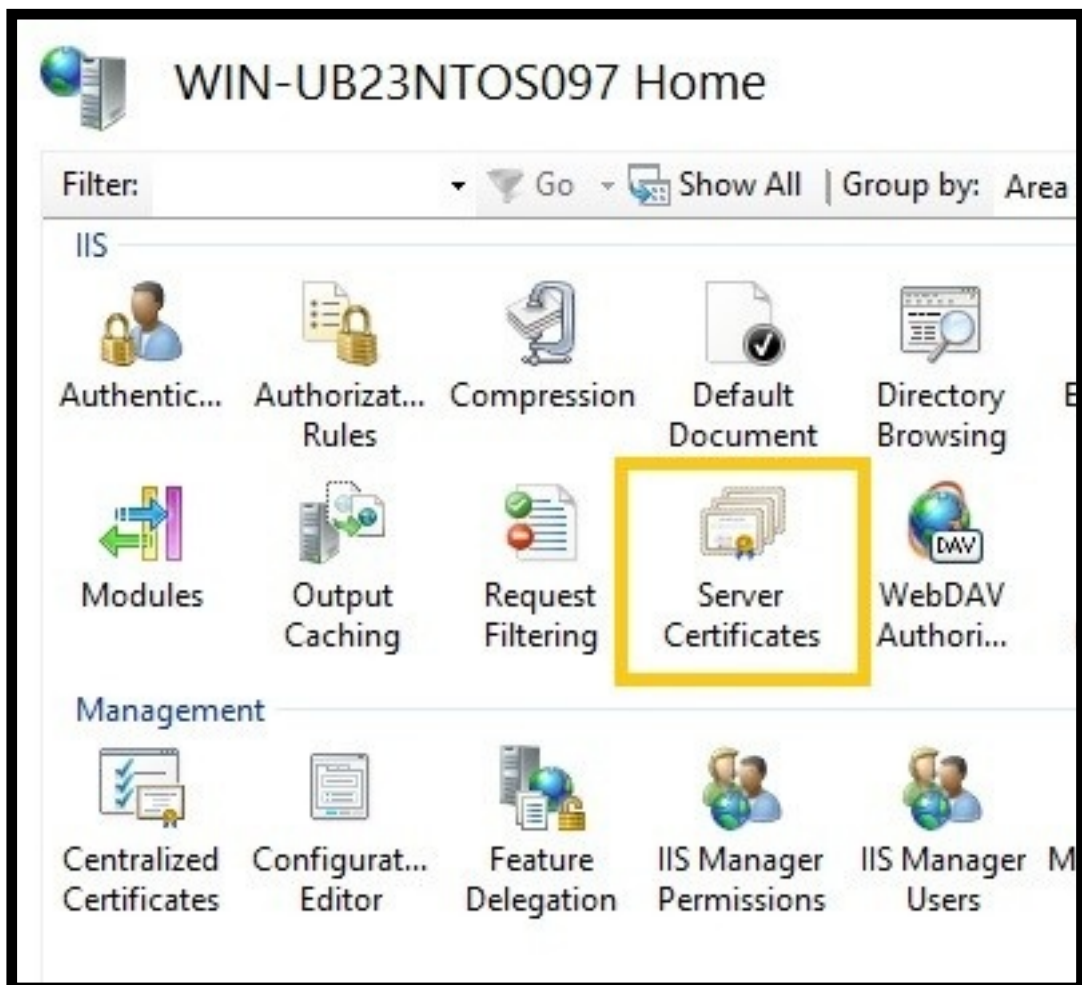 WIN-UB23NTOS097 Home
Filter: Go Show All | Group by: Area
IIS
Authentic... Authorizat... Compression Default Directory
Rules Document Browsing
Modules Output Request Server WebDAV
Caching Filtering Certificates Authori...
DAV
Management
Centralized Configurat... Feature IIS Manager IIS Manager M
Certificates Editor Delegation Permissions Users